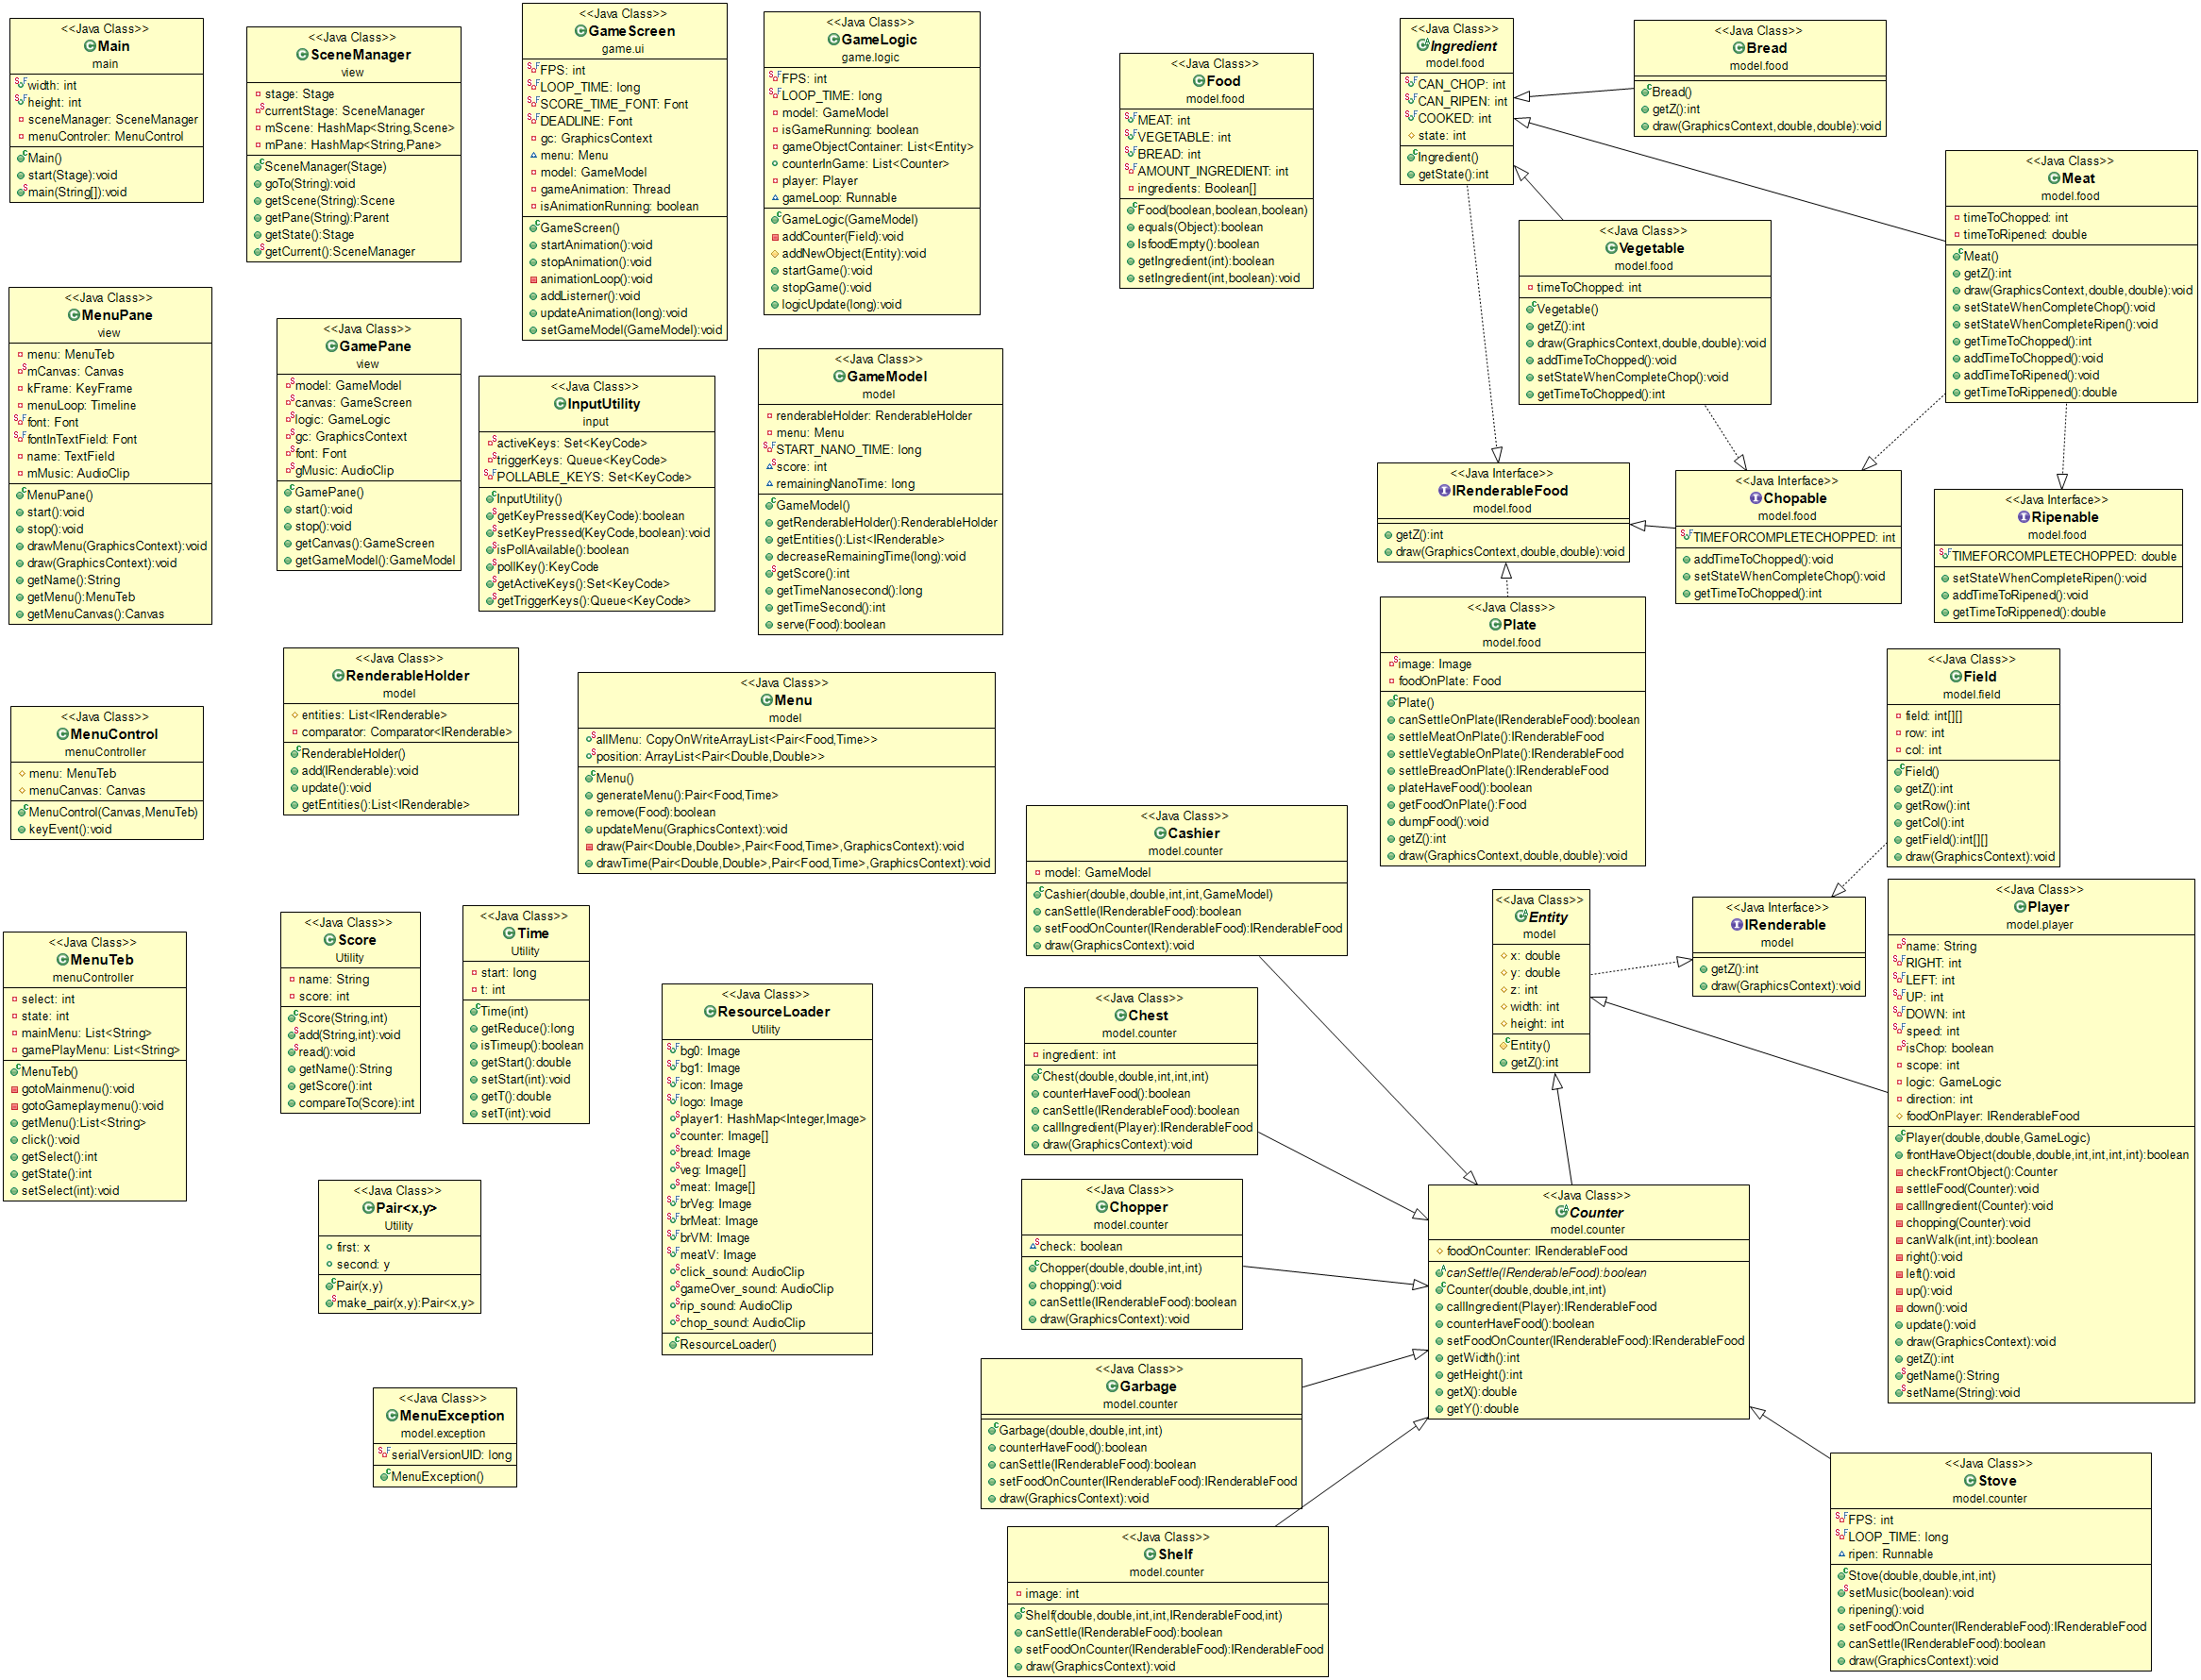 <<Java Class>>
Main
main
width: int
height: int
sceneManager: SceneManager
menuControler: MenuControl
Main()
start(Stage):void
main(String[]):void
<<Java Class>>
SceneManager
view
stage: Stage
currentStage: SceneManager
mScene: HashMap<String,Scene>
mPane: HashMap<String,Pane>
SceneManager(Stage)
goTo(String):void
getScene(String):Scene
getPane(String):Parent
getState():Stage
getCurrent():SceneManager
<<Java Class>>
GameScreen
game.ui
FPS: int
LOOP_TIME: long
SCORE_TIME_FONT: Font
DEADLINE: Font
gc: GraphicsContext
menu: Menu
model: GameModel
gameAnimation: Thread
isAnimationRunning: boolean
GameScreen()
startAnimation():void
stopAnimation():void
animationLoop():void
addListerner():void
updateAnimation(long):void
setGameModel(GameModel):void
<<Java Class>>
GameLogic
game.logic
FPS: int
LOOP_TIME: long
model: GameModel
isGameRunning: boolean
gameObjectContainer: List<Entity>
counterInGame: List<Counter>
player: Player
gameLoop: Runnable
GameLogic(GameModel)
addCounter(Field):void
addNewObject(Entity):void
startGame():void
stopGame():void
logicUpdate(long):void
<<Java Class>>
Food
model.food
MEAT: int
VEGETABLE: int
BREAD: int
AMOUNT_INGREDIENT: int
ingredients: Boolean[]
Food(boolean,boolean,boolean)
equals(Object):boolean
IsfoodEmpty():boolean
getIngredient(int):boolean
setIngredient(int,boolean):void
<<Java Class>>
Ingredient
model.food
CAN_CHOP: int
CAN_RIPEN: int
COOKED: int
state: int
Ingredient()
getState():int
<<Java Class>>
Bread
model.food
Bread()
getZ():int
draw(GraphicsContext,double,double):void
<<Java Class>>
Meat
model.food
timeToChopped: int
timeToRipened: double
Meat()
getZ():int
draw(GraphicsContext,double,double):void
setStateWhenCompleteChop():void
setStateWhenCompleteRipen():void
getTimeToChopped():int
addTimeToChopped():void
addTimeToRipened():void
getTimeToRippened():double
<<Java Class>>
Vegetable
model.food
timeToChopped: int
Vegetable()
getZ():int
draw(GraphicsContext,double,double):void
addTimeToChopped():void
setStateWhenCompleteChop():void
getTimeToChopped():int
<<Java Class>>
MenuPane
view
menu: MenuTeb
mCanvas: Canvas
kFrame: KeyFrame
menuLoop: Timeline
font: Font
fontInTextField: Font
name: TextField
mMusic: AudioClip
MenuPane()
start():void
stop():void
drawMenu(GraphicsContext):void
draw(GraphicsContext):void
getName():String
getMenu():MenuTeb
getMenuCanvas():Canvas
<<Java Class>>
GamePane
view
model: GameModel
canvas: GameScreen
logic: GameLogic
gc: GraphicsContext
font: Font
gMusic: AudioClip
GamePane()
start():void
stop():void
getCanvas():GameScreen
getGameModel():GameModel
<<Java Class>>
InputUtility
input
activeKeys: Set<KeyCode>
triggerKeys: Queue<KeyCode>
POLLABLE_KEYS: Set<KeyCode>
InputUtility()
getKeyPressed(KeyCode):boolean
setKeyPressed(KeyCode,boolean):void
isPollAvailable():boolean
pollKey():KeyCode
getActiveKeys():Set<KeyCode>
getTriggerKeys():Queue<KeyCode>
<<Java Class>>
GameModel
model
renderableHolder: RenderableHolder
menu: Menu
START_NANO_TIME: long
score: int
remainingNanoTime: long
GameModel()
getRenderableHolder():RenderableHolder
getEntities():List<IRenderable>
decreaseRemainingTime(long):void
getScore():int
getTimeNanosecond():long
getTimeSecond():int
serve(Food):boolean
<<Java Interface>>
IRenderableFood
model.food
getZ():int
draw(GraphicsContext,double,double):void
<<Java Interface>>
Chopable
model.food
TIMEFORCOMPLETECHOPPED: int
addTimeToChopped():void
setStateWhenCompleteChop():void
getTimeToChopped():int
<<Java Interface>>
Ripenable
model.food
TIMEFORCOMPLETECHOPPED: double
setStateWhenCompleteRipen():void
addTimeToRipened():void
getTimeToRippened():double
<<Java Class>>
Plate
model.food
image: Image
foodOnPlate: Food
Plate()
canSettleOnPlate(IRenderableFood):boolean
settleMeatOnPlate():IRenderableFood
settleVegtableOnPlate():IRenderableFood
settleBreadOnPlate():IRenderableFood
plateHaveFood():boolean
getFoodOnPlate():Food
dumpFood():void
getZ():int
draw(GraphicsContext,double,double):void
<<Java Class>>
Field
model.field
field: int[][]
row: int
col: int
Field()
getZ():int
getRow():int
getCol():int
getField():int[][]
draw(GraphicsContext):void
<<Java Class>>
MenuControl
menuController
menu: MenuTeb
menuCanvas: Canvas
MenuControl(Canvas,MenuTeb)
keyEvent():void
<<Java Class>>
RenderableHolder
model
entities: List<IRenderable>
comparator: Comparator<IRenderable>
RenderableHolder()
add(IRenderable):void
update():void
getEntities():List<IRenderable>
<<Java Class>>
Menu
model
allMenu: CopyOnWriteArrayList<Pair<Food,Time>>
position: ArrayList<Pair<Double,Double>>
Menu()
generateMenu():Pair<Food,Time>
remove(Food):boolean
updateMenu(GraphicsContext):void
draw(Pair<Double,Double>,Pair<Food,Time>,GraphicsContext):void
drawTime(Pair<Double,Double>,Pair<Food,Time>,GraphicsContext):void
<<Java Class>>
Cashier
model.counter
model: GameModel
Cashier(double,double,int,int,GameModel)
canSettle(IRenderableFood):boolean
setFoodOnCounter(IRenderableFood):IRenderableFood
draw(GraphicsContext):void
<<Java Class>>
Entity
model
x: double
y: double
z: int
width: int
height: int
Entity()
getZ():int
<<Java Interface>>
IRenderable
model
getZ():int
draw(GraphicsContext):void
<<Java Class>>
Player
model.player
name: String
RIGHT: int
LEFT: int
UP: int
DOWN: int
speed: int
isChop: boolean
scope: int
logic: GameLogic
direction: int
foodOnPlayer: IRenderableFood
Player(double,double,GameLogic)
frontHaveObject(double,double,int,int,int,int):boolean
checkFrontObject():Counter
settleFood(Counter):void
callIngredient(Counter):void
chopping(Counter):void
canWalk(int,int):boolean
right():void
left():void
up():void
down():void
update():void
draw(GraphicsContext):void
getZ():int
getName():String
setName(String):void
<<Java Class>>
MenuTeb
menuController
select: int
state: int
mainMenu: List<String>
gamePlayMenu: List<String>
MenuTeb()
gotoMainmenu():void
gotoGameplaymenu():void
getMenu():List<String>
click():void
getSelect():int
getState():int
setSelect(int):void
<<Java Class>>
Score
Utility
name: String
score: int
Score(String,int)
add(String,int):void
read():void
getName():String
getScore():int
compareTo(Score):int
<<Java Class>>
Time
Utility
start: long
t: int
Time(int)
getReduce():long
isTimeup():boolean
getStart():double
setStart(int):void
getT():double
setT(int):void
<<Java Class>>
ResourceLoader
Utility
bg0: Image
bg1: Image
icon: Image
logo: Image
player1: HashMap<Integer,Image>
counter: Image[]
bread: Image
veg: Image[]
meat: Image[]
brVeg: Image
brMeat: Image
brVM: Image
meatV: Image
click_sound: AudioClip
gameOver_sound: AudioClip
rip_sound: AudioClip
chop_sound: AudioClip
ResourceLoader()
<<Java Class>>
Chest
model.counter
ingredient: int
Chest(double,double,int,int,int)
counterHaveFood():boolean
canSettle(IRenderableFood):boolean
callIngredient(Player):IRenderableFood
draw(GraphicsContext):void
<<Java Class>>
Pair<x,y>
Utility
first: x
second: y
Pair(x,y)
make_pair(x,y):Pair<x,y>
<<Java Class>>
Chopper
model.counter
check: boolean
Chopper(double,double,int,int)
chopping():void
canSettle(IRenderableFood):boolean
draw(GraphicsContext):void
<<Java Class>>
Counter
model.counter
foodOnCounter: IRenderableFood
canSettle(IRenderableFood):boolean
Counter(double,double,int,int)
callIngredient(Player):IRenderableFood
counterHaveFood():boolean
setFoodOnCounter(IRenderableFood):IRenderableFood
getWidth():int
getHeight():int
getX():double
getY():double
<<Java Class>>
MenuException
model.exception
serialVersionUID: long
MenuException()
<<Java Class>>
Garbage
model.counter
Garbage(double,double,int,int)
counterHaveFood():boolean
canSettle(IRenderableFood):boolean
setFoodOnCounter(IRenderableFood):IRenderableFood
draw(GraphicsContext):void
<<Java Class>>
Shelf
model.counter
image: int
Shelf(double,double,int,int,IRenderableFood,int)
canSettle(IRenderableFood):boolean
setFoodOnCounter(IRenderableFood):IRenderableFood
draw(GraphicsContext):void
<<Java Class>>
Stove
model.counter
FPS: int
LOOP_TIME: long
ripen: Runnable
Stove(double,double,int,int)
setMusic(boolean):void
ripening():void
setFoodOnCounter(IRenderableFood):IRenderableFood
canSettle(IRenderableFood):boolean
draw(GraphicsContext):void